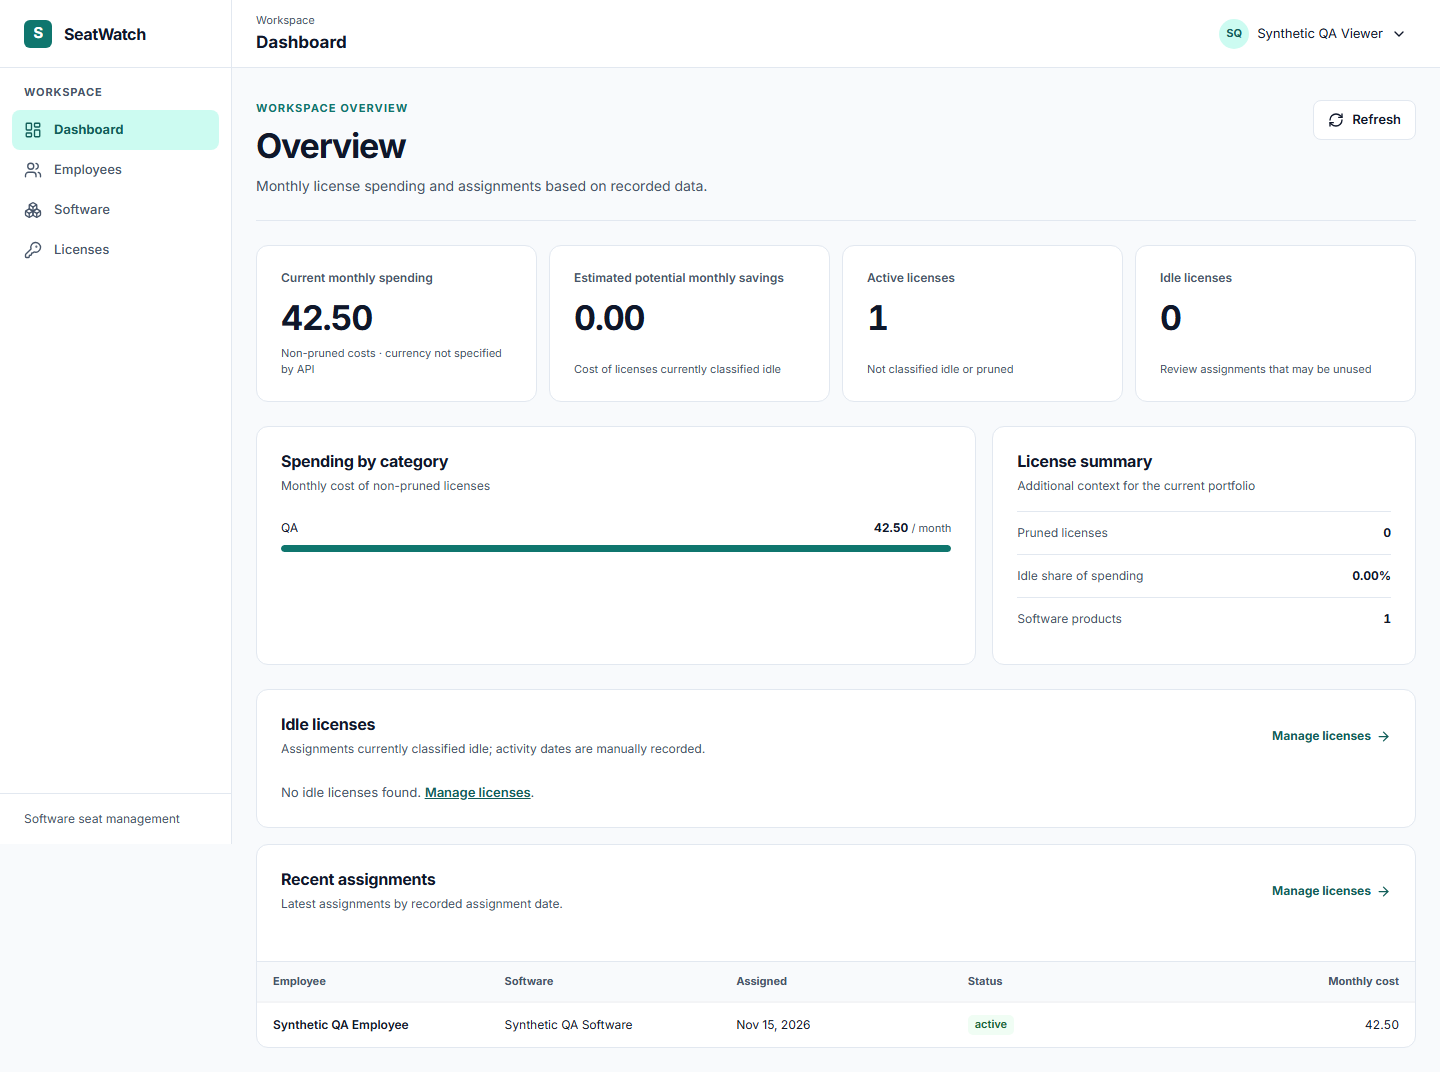 S
SeatWatch
Workspace
Dashboard
SQ
Synthetic QA Viewer
WORKSPACE
Dashboard
Employees
Software
Licenses
Software seat management
WORKSPACE OVERVIEW
Overview
Monthly license spending and assignments based on recorded data.
Refresh
Current monthly spending
42.50
Non-pruned costs · currency not specified
by API
Estimated potential monthly savings
0.00
Cost of licenses currently classified idle
Active licenses
1
Not classified idle or pruned
Idle licenses
0
Review assignments that may be unused
Spending by category
Monthly cost of non-pruned licenses
QA 42.50 / month
License summary
Additional context for the current portfolio
Pruned licenses 0
Idle share of spending 0.00%
Software products 1
Idle licenses
Assignments currently classified idle; activity dates are manually recorded.
Manage licenses
No idle licenses found. Manage licenses.
Recent assignments
Latest assignments by recorded assignment date.
Manage licenses
Employee Software Assigned Status Monthly cost
Synthetic QA Employee Synthetic QA Software Nov 15, 2026 active 42.50